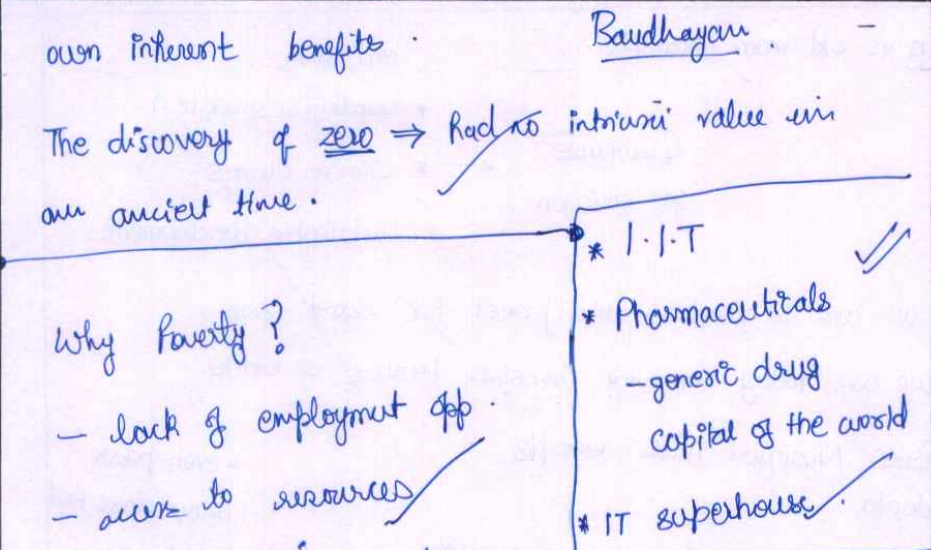 own inherent benefits.
Baudhayan
The discovery of zero ⇒ had no intrinsic value in
our ancient time.
Why Poverty?
— lack of employment opp.
— access to resources
* I.I.T
* Pharmaceuticals
— generic drug
capital of the world
* IT superhouse.